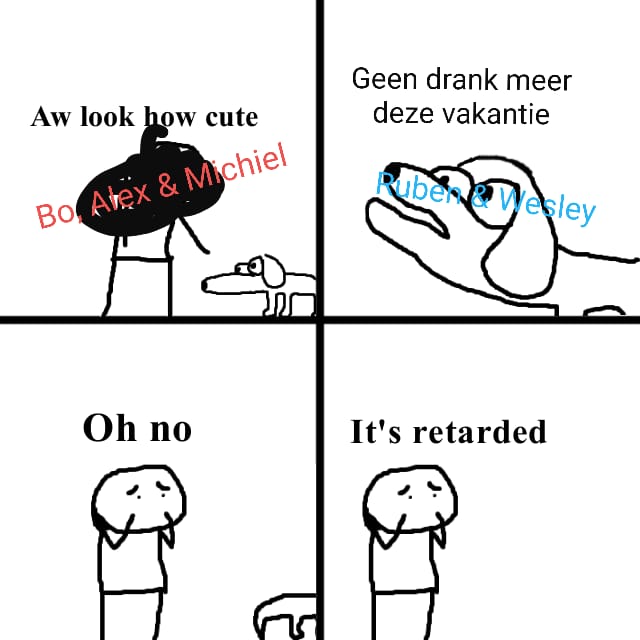 Aw look how cute
Bo, Alex & Michiel
Geen drank meer
deze vakantie
Ruben & Wesley
Oh no
It's retarded